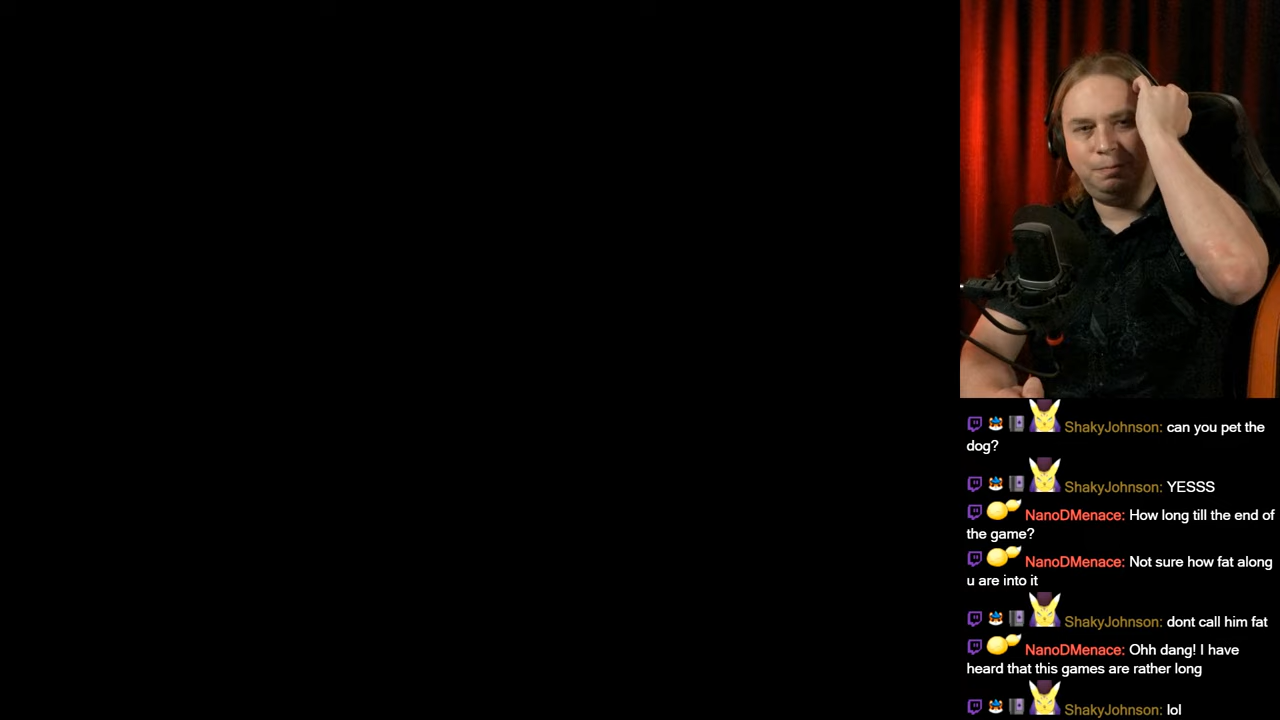 ShakyJohnson: can you pet the
dog?
ShakyJohnson: YESSS
NanoDMenace: How long till the end of
the game?
NanoDMenace: Not sure how fat along
u are into it
ShakyJohnson: dont call him fat
NanoDMenace: Ohh dang! I have
heard that this games are rather long
ShakyJohnson: lol